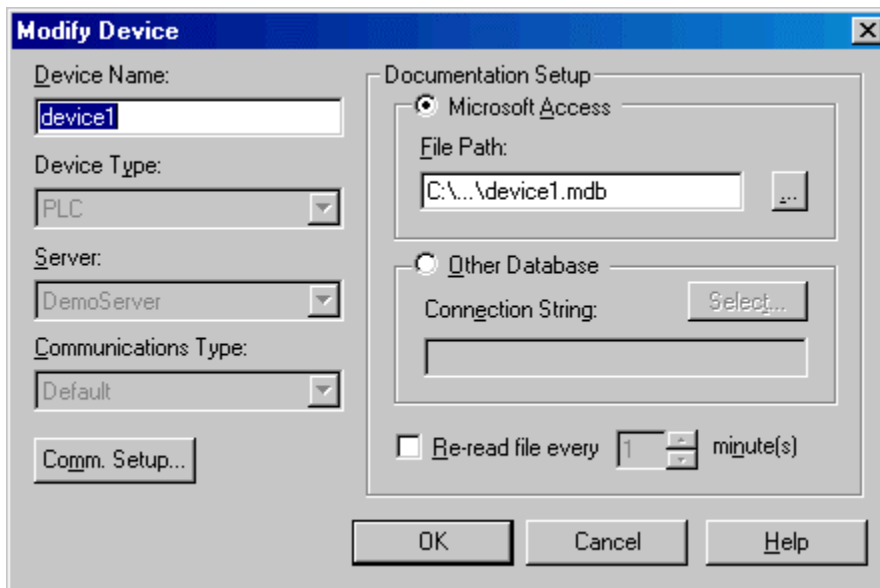 Modify Device
Device Name:
device1
Device Type:
PLC
Server:
DemoServer
Communications Type:
Default
Comm. Setup...
Documentation Setup
Microsoft Access
File Path:
C:\...\device1.mdb
...
Other Database
Connection String:
Select...
Re-read file every 1 minute(s)
OK Cancel Help